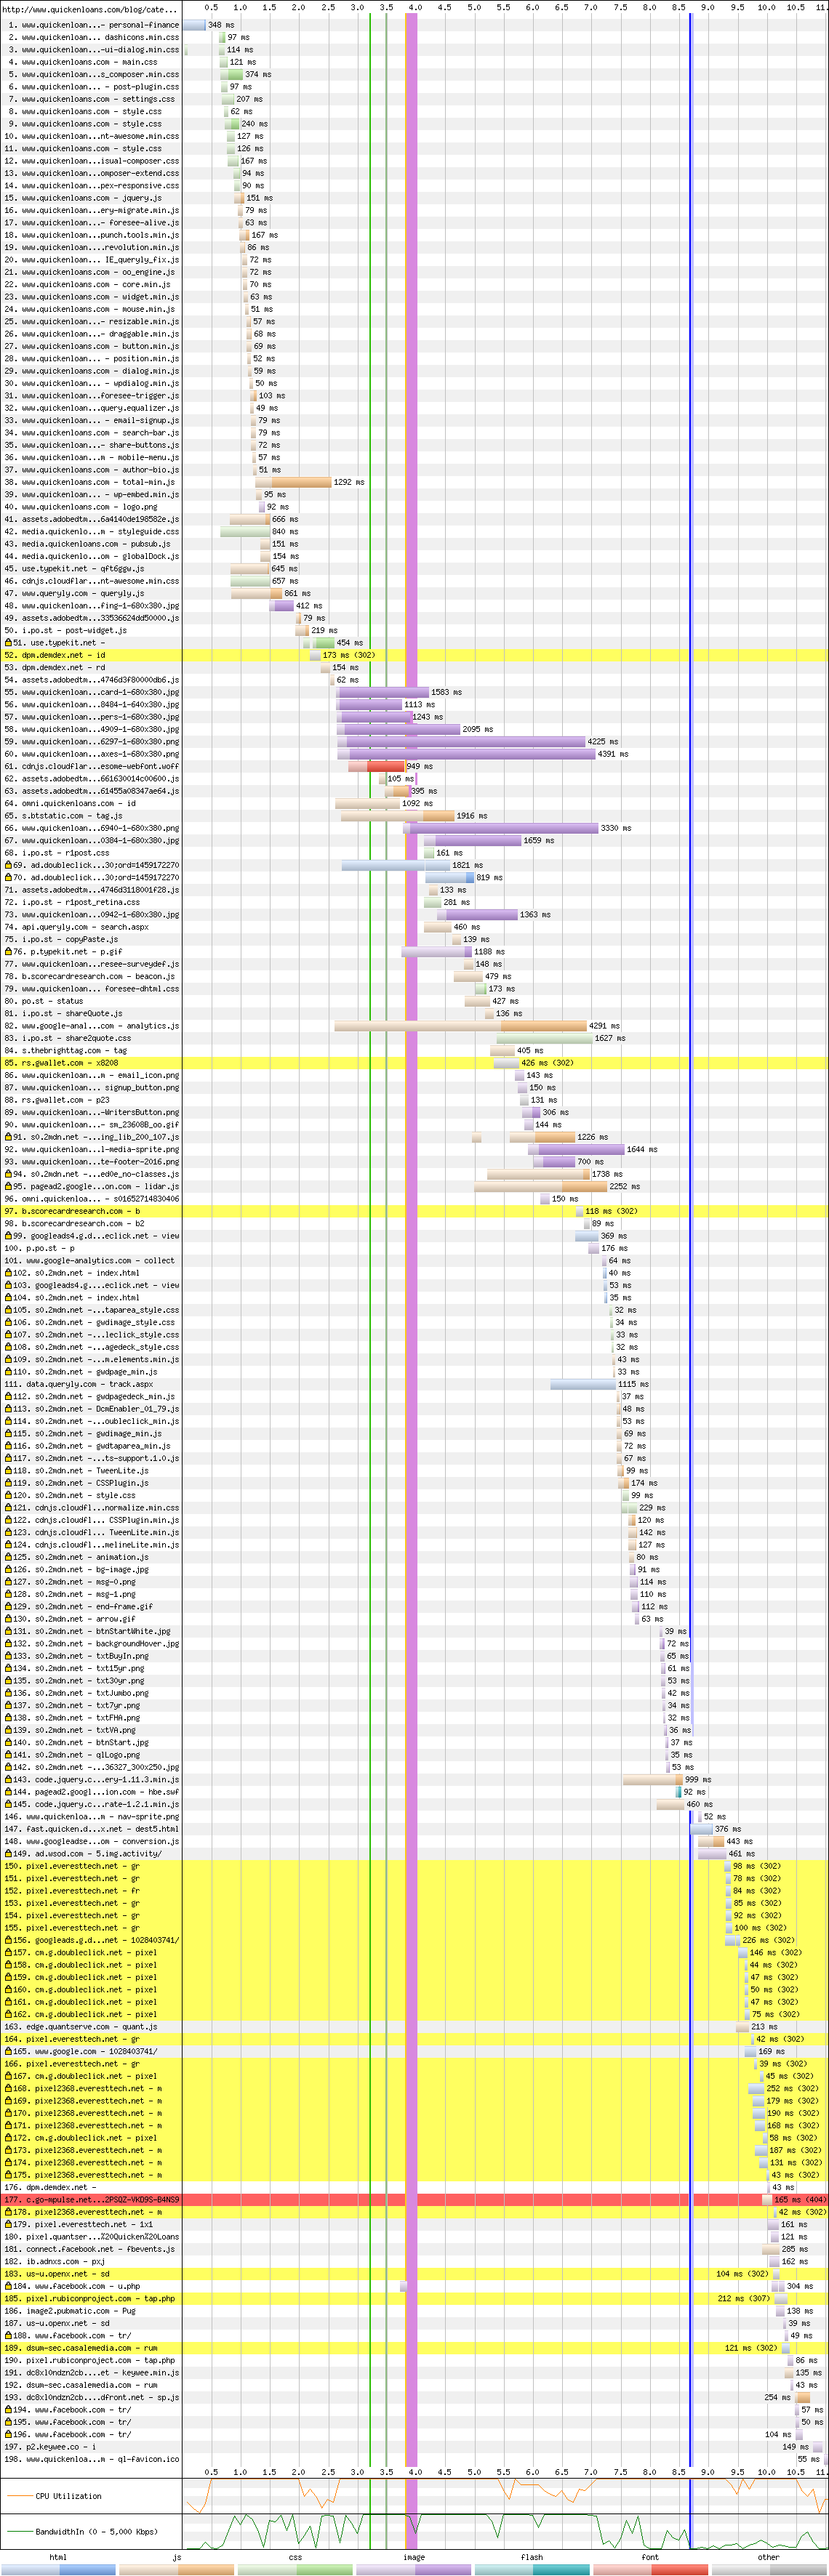 http://www.quickenloans.com/blog/cate... 0.5 1.0 1.5 2.0 2.5 3.0 3.5 4.0 4.5 5.0 5.5 6.0 6.5 7.0 7.5 8.0 8.5 9.0 9.5 10.0 10.5 11.
1. www.quickenloan...- personal-finance 348 ms
2. www.quickenloan... dashicons.min.css 97 ms
3. www.quickenloan...-ui-dialog.min.css 114 ms
4. www.quickenloans.com - main.css 121 ms
5. www.quickenloan...s_composer.min.css 374 ms
6. www.quickenloan... - post-plugin.css 97 ms
7. www.quickenloans.com - settings.css 207 ms
8. www.quickenloans.com - style.css 62 ms
9. www.quickenloans.com - style.css 240 ms
10. www.quickenloan...nt-awesome.min.css 127 ms
11. www.quickenloans.com - style.css 126 ms
12. www.quickenloan...isual-composer.css 167 ms
13. www.quickenloan...omposer-extend.css 94 ms
14. www.quickenloan...pex-responsive.css 90 ms
15. www.quickenloans.com - jquery.js 151 ms
16. www.quickenloan...ery-migrate.min.js 79 ms
17. www.quickenloan...- foresee-alive.js 63 ms
18. www.quickenloan...punch.tools.min.js 167 ms
19. www.quickenloan....revolution.min.js 86 ms
20. www.quickenloan... IE_queryly_fix.js 72 ms
21. www.quickenloans.com - oo_engine.js 72 ms
22. www.quickenloans.com - core.min.js 70 ms
23. www.quickenloans.com - widget.min.js 63 ms
24. www.quickenloans.com - mouse.min.js 51 ms
25. www.quickenloan...- resizable.min.js 57 ms
26. www.quickenloan...- draggable.min.js 68 ms
27. www.quickenloans.com - button.min.js 69 ms
28. www.quickenloan... - position.min.js 52 ms
29. www.quickenloans.com - dialog.min.js 59 ms
30. www.quickenloan... - wpdialog.min.js 50 ms
31. www.quickenloan...foresee-trigger.js 103 ms
32. www.quickenloan...query.equalizer.js 49 ms
33. www.quickenloan... - email-signup.js 79 ms
34. www.quickenloans.com - search-bar.js 79 ms
35. www.quickenloan...- share-buttons.js 72 ms
36. www.quickenloan...m - mobile-menu.js 57 ms
37. www.quickenloans.com - author-bio.js 51 ms
38. www.quickenloans.com - total-min.js 1292 ms
39. www.quickenloan... - wp-embed.min.js 95 ms
40. www.quickenloans.com - logo.png 92 ms
41. assets.adobedtm...6a4140de198582e.js 666 ms
42. media.quickenlo...m - styleguide.css 840 ms
43. media.quickenloans.com - pubsub.js 151 ms
44. media.quickenlo...om - globalDock.js 154 ms
45. use.typekit.net - qft6ggw.js 645 ms
46. cdnjs.cloudflar...nt-awesome.min.css 657 ms
47. www.queryly.com - queryly.js 861 ms
48. www.quickenloan...fing-1-680x380.jpg 412 ms
49. assets.adobedtm...33536624dd50000.js 79 ms
50. i.po.st - post-widget.js 219 ms
51. use.typekit.net - 454 ms
52. dpm.demdex.net - id 173 ms (302)
53. dpm.demdex.net - rd 154 ms
54. assets.adobedtm...4746d3f80000db6.js 62 ms
55. www.quickenloan...card-1-680x380.jpg 1583 ms
56. www.quickenloan...8484-1-640x380.jpg 1113 ms
57. www.quickenloan...pers-1-680x380.jpg 1243 ms
58. www.quickenloan...4909-1-680x380.jpg 2095 ms
59. www.quickenloan...6297-1-680x380.png 4225 ms
60. www.quickenloan...axes-1-680x380.png 4391 ms
61. cdnjs.cloudflar...esome-webfont.woff 949 ms
62. assets.adobedtm...661630014c00600.js 105 ms
63. assets.adobedtm...61455a08347ae64.js 395 ms
64. omni.quickenloans.com - id 1092 ms
65. s.btstatic.com - tag.js 1916 ms
66. www.quickenloan...6940-1-680x380.png 3330 ms
67. www.quickenloan...0384-1-680x380.jpg 1659 ms
68. i.po.st - r1post.css 161 ms
69. ad.doubleclick...30;ord=1459172270 1821 ms
70. ad.doubleclick...30;ord=1459172270 819 ms
71. assets.adobedtm...4746d3118001f28.js 133 ms
72. i.po.st - r1post_retina.css 281 ms
73. www.quickenloan...0942-1-680x380.jpg 1363 ms
74. api.queryly.com - search.aspx 460 ms
75. i.po.st - copyPaste.js 139 ms
76. p.typekit.net - p.gif 1188 ms
77. www.quickenloan...resee-surveydef.js 148 ms
78. b.scorecardresearch.com - beacon.js 479 ms
79. www.quickenloan... foresee-dhtml.css 173 ms
80. po.st - status 427 ms
81. i.po.st - shareQuote.js 136 ms
82. www.google-anal...com - analytics.js 4291 ms
83. i.po.st - share2quote.css 1627 ms
84. s.thebrighttag.com - tag 405 ms
85. rs.gwallet.com - x8208 426 ms (302)
86. www.quickenloan...m - email_icon.png 143 ms
87. www.quickenloan... signup_button.png 150 ms
88. rs.gwallet.com - p23 131 ms
89. www.quickenloan...-WritersButton.png 306 ms
90. www.quickenloan...- sm_23608B_oo.gif 144 ms
91. s0.2mdn.net -...ing_lib_200_107.js 1226 ms
92. www.quickenloan...l-media-sprite.png 1644 ms
93. www.quickenloan...te-footer-2016.png 700 ms
94. s0.2mdn.net -...ed0e_no-classes.js 1738 ms
95. pagead2.google...on.com - lidar.js 2252 ms
96. omni.quickenloa... - s01652714830406 150 ms
97. b.scorecardresearch.com - b 118 ms (302)
98. b.scorecardresearch.com - b2 89 ms
99. googleads4.g.d...eclick.net - view 369 ms
100. p.po.st - p 176 ms
101. www.google-analytics.com - collect 64 ms
102. s0.2mdn.net - index.html 40 ms
103. googleads4.g....eclick.net - view 53 ms
104. s0.2mdn.net - index.html 35 ms
105. s0.2mdn.net -...taparea_style.css 32 ms
106. s0.2mdn.net - gwdimage_style.css 34 ms
107. s0.2mdn.net -...leclick_style.css 33 ms
108. s0.2mdn.net -...agedeck_style.css 32 ms
109. s0.2mdn.net -...m.elements.min.js 43 ms
110. s0.2mdn.net - gwdpage_min.js 33 ms
111. data.queryly.com - track.aspx 1115 ms
112. s0.2mdn.net - gwdpagedeck_min.js 37 ms
113. s0.2mdn.net - DcmEnabler_01_79.js 48 ms
114. s0.2mdn.net -...oubleclick_min.js 53 ms
115. s0.2mdn.net - gwdimage_min.js 69 ms
116. s0.2mdn.net - gwdtaparea_min.js 72 ms
117. s0.2mdn.net -...ts-support.1.0.js 67 ms
118. s0.2mdn.net - TweenLite.js 99 ms
119. s0.2mdn.net - CSSPlugin.js 174 ms
120. s0.2mdn.net - style.css 99 ms
121. cdnjs.cloudfl...normalize.min.css 229 ms
122. cdnjs.cloudfl... CSSPlugin.min.js 120 ms
123. cdnjs.cloudfl... TweenLite.min.js 142 ms
124. cdnjs.cloudfl...melineLite.min.js 127 ms
125. s0.2mdn.net - animation.js 80 ms
126. s0.2mdn.net - bg-image.jpg 91 ms
127. s0.2mdn.net - msg-0.png 114 ms
128. s0.2mdn.net - msg-1.png 110 ms
129. s0.2mdn.net - end-frame.gif 112 ms
130. s0.2mdn.net - arrow.gif 63 ms
131. s0.2mdn.net - btnStartWhite.jpg 39 ms
132. s0.2mdn.net - backgroundHover.jpg 72 ms
133. s0.2mdn.net - txtBuyIn.png 65 ms
134. s0.2mdn.net - txt15yr.png 61 ms
135. s0.2mdn.net - txt30yr.png 53 ms
136. s0.2mdn.net - txtJumbo.png 42 ms
137. s0.2mdn.net - txt7yr.png 34 ms
138. s0.2mdn.net - txtFHA.png 32 ms
139. s0.2mdn.net - txtVA.png 36 ms
140. s0.2mdn.net - btnStart.jpg 37 ms
141. s0.2mdn.net - qlLogo.png 35 ms
142. s0.2mdn.net -...36327_300x250.jpg 53 ms
143. code.jquery.c...ery-1.11.3.min.js 999 ms
144. pagead2.googl...ion.com - hbe.swf 92 ms
145. code.jquery.c...rate-1.2.1.min.js 460 ms
146. www.quickenloa...m - nav-sprite.png 52 ms
147. fast.quicken.d...x.net - dest5.html 376 ms
148. www.googleadse...om - conversion.js 443 ms
149. ad.wsod.com - 5.img.activity/ 461 ms
150. pixel.everesttech.net - gr 98 ms (302)
151. pixel.everesttech.net - gr 78 ms (302)
152. pixel.everesttech.net - fr 84 ms (302)
153. pixel.everesttech.net - gr 85 ms (302)
154. pixel.everesttech.net - gr 92 ms (302)
155. pixel.everesttech.net - gr 100 ms (302)
156. googleads.g.d...net - 1028403741/ 226 ms (302)
157. cm.g.doubleclick.net - pixel 146 ms (302)
158. cm.g.doubleclick.net - pixel 44 ms (302)
159. cm.g.doubleclick.net - pixel 47 ms (302)
160. cm.g.doubleclick.net - pixel 50 ms (302)
161. cm.g.doubleclick.net - pixel 47 ms (302)
162. cm.g.doubleclick.net - pixel 75 ms (302)
163. edge.quantserve.com - quant.js 213 ms
164. pixel.everesttech.net - gr 42 ms (302)
165. www.google.com - 1028403741/ 169 ms
166. pixel.everesttech.net - gr 39 ms (302)
167. cm.g.doubleclick.net - pixel 45 ms (302)
168. pixel2368.everesttech.net - m 252 ms (302)
169. pixel2368.everesttech.net - m 179 ms (302)
170. pixel2368.everesttech.net - m 190 ms (302)
171. pixel2368.everesttech.net - m 168 ms (302)
172. cm.g.doubleclick.net - pixel 58 ms (302)
173. pixel2368.everesttech.net - m 187 ms (302)
174. pixel2368.everesttech.net - m 131 ms (302)
175. pixel2368.everesttech.net - m 43 ms (302)
176. dpm.demdex.net - 43 ms
177. c.go-mpulse.net...2PSQZ-VKD9S-B4NS9 165 ms (404)
178. pixel2368.everesttech.net - m 42 ms (302)
179. pixel.everesttech.net - 1x1 161 ms
180. pixel.quantser...%20Quicken%20Loans 121 ms
181. connect.facebook.net - fbevents.js 285 ms
182. ib.adnxs.com - pxj 162 ms
183. us-u.openx.net - sd 104 ms (302)
184. www.facebook.com - u.php 304 ms
185. pixel.rubiconproject.com - tap.php 212 ms (307)
186. image2.pubmatic.com - Pug 138 ms
187. us-u.openx.net - sd 39 ms
188. www.facebook.com - tr/ 49 ms
189. dsum-sec.casalemedia.com - rum 121 ms (302)
190. pixel.rubiconproject.com - tap.php 86 ms
191. dc8xl0ndzn2cb....et - keywee.min.js 135 ms
192. dsum-sec.casalemedia.com - rum 43 ms
193. dc8xl0ndzn2cb....dfront.net - sp.js 254 ms
194. www.facebook.com - tr/ 57 ms
195. www.facebook.com - tr/ 50 ms
196. www.facebook.com - tr/ 104 ms
197. p2.keywee.co - i 149 ms
198. www.quickenloa...m - ql-favicon.ico 55 ms
0.5 1.0 1.5 2.0 2.5 3.0 3.5 4.0 4.5 5.0 5.5 6.0 6.5 7.0 7.5 8.0 8.5 9.0 9.5 10.0 10.5 11.
CPU Utilization
BandwidthIn (0 - 5,000 Kbps)
html js css image flash font other